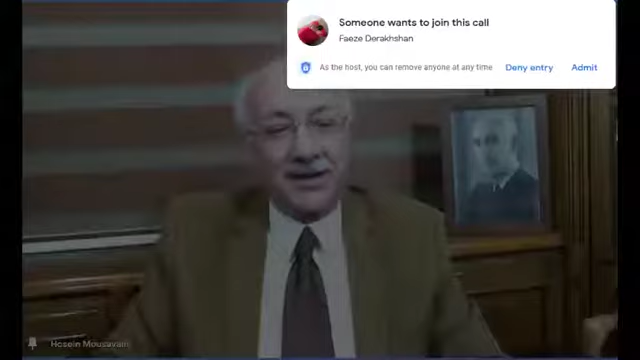 Someone wants to join this call
Faeze Derakhshan
As the host, you can remove anyone at any time
Deny entry
Admit
Hosein Mousavain